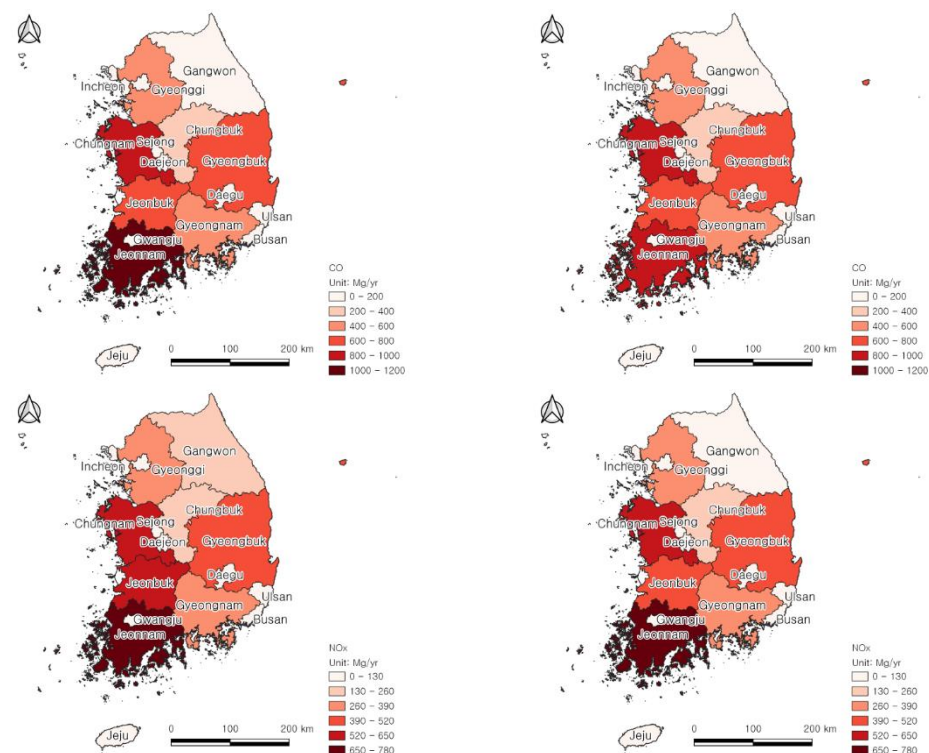 Gangwon
Incheon
Gyeonggi
Chungbuk
Chungnam
Sejong
Daejeon
Gyeongbuk
Daegu
Jeonbuk
Ulsan
Gyeongnam
Gwangju
Busan
Jeonnam
CO
Unit: Mg/yr
0 - 200
200 - 400
400 - 600
600 - 800
800 - 1000
1000 - 1200
Jeju
0 100 200 km
Gangwon
Incheon
Gyeonggi
Chungbuk
Chungnam
Sejong
Daejeon
Gyeongbuk
Daegu
Jeonbuk
Ulsan
Gyeongnam
Gwangju
Busan
Jeonnam
CO
Unit: Mg/yr
0 - 200
200 - 400
400 - 600
600 - 800
800 - 1000
1000 - 1200
Jeju
0 100 200 km
Gangwon
Incheon
Gyeonggi
Chungbuk
Chungnam
Sejong
Daejeon
Gyeongbuk
Daegu
Jeonbuk
Ulsan
Gyeongnam
Gwangju
Busan
Jeonnam
NOx
Unit: Mg/yr
0 - 130
130 - 260
260 - 390
390 - 520
520 - 650
650 - 780
Jeju
0 100 200 km
Gangwon
Incheon
Gyeonggi
Chungbuk
Chungnam
Sejong
Daejeon
Gyeongbuk
Daegu
Jeonbuk
Ulsan
Gyeongnam
Gwangju
Busan
Jeonnam
NOx
Unit: Mg/yr
0 - 130
130 - 260
260 - 390
390 - 520
520 - 650
650 - 780
Jeju
0 100 200 km